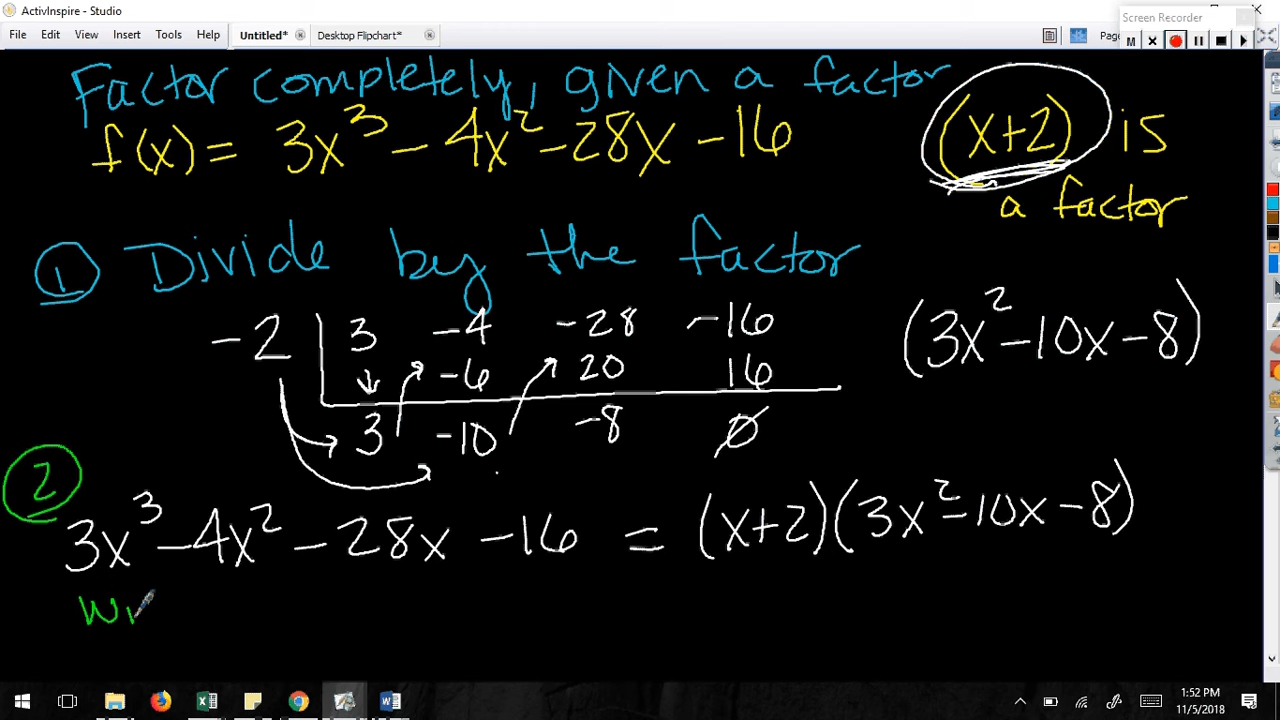 ActivInspire - Studio
Screen Recorder
File Edit View Insert Tools Help Untitled* Desktop Flipchart* Page
Factor completely, given a factor
f(x) = 3x³ - 4x² - 28x - 16 (x+2) is
a factor
1 Divide by the factor
-2 3 -4 -28 -16 (3x² - 10x - 8)
-6 20 16
3 -10 -8 0
2
3x³ - 4x² - 28x - 16 = (x+2)(3x² - 10x - 8)
1:52 PM
11/5/2018